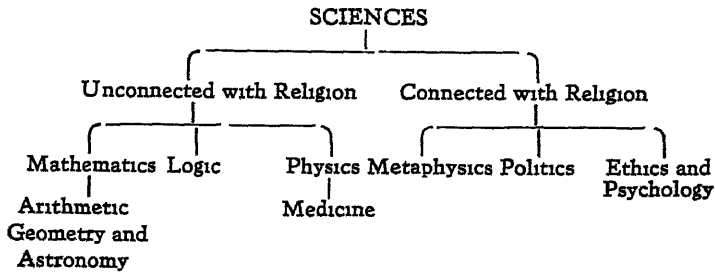 SCIENCES
Unconnected with Religion Connected with Religion
Mathematics Logic Physics Metaphysics Politics Ethics and
Psychology
Arithmetic Medicine
Geometry and
Astronomy